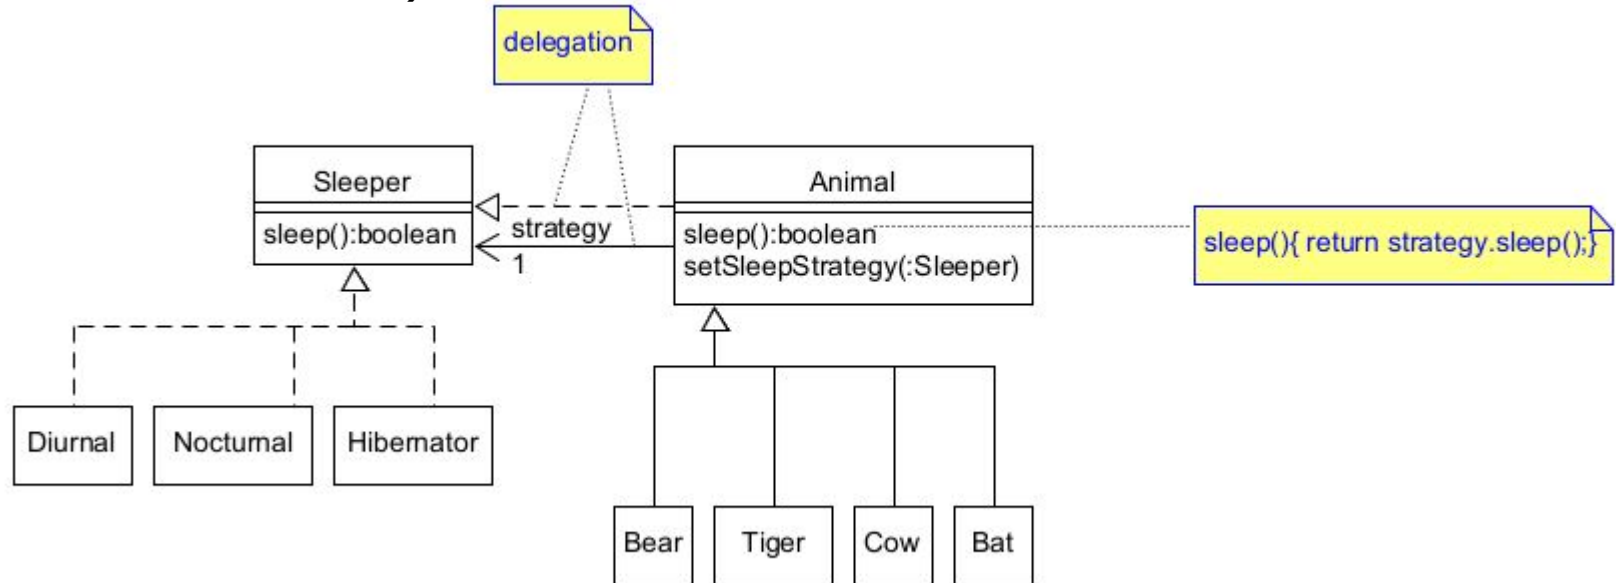 delegation
Sleeper
Animal
sleep():boolean
strategy
1
sleep():boolean
setSleepStrategy(:Sleeper)
sleep(){ return strategy.sleep();}
Diurnal
Nocturnal
Hibernator
Bear
Tiger
Cow
Bat